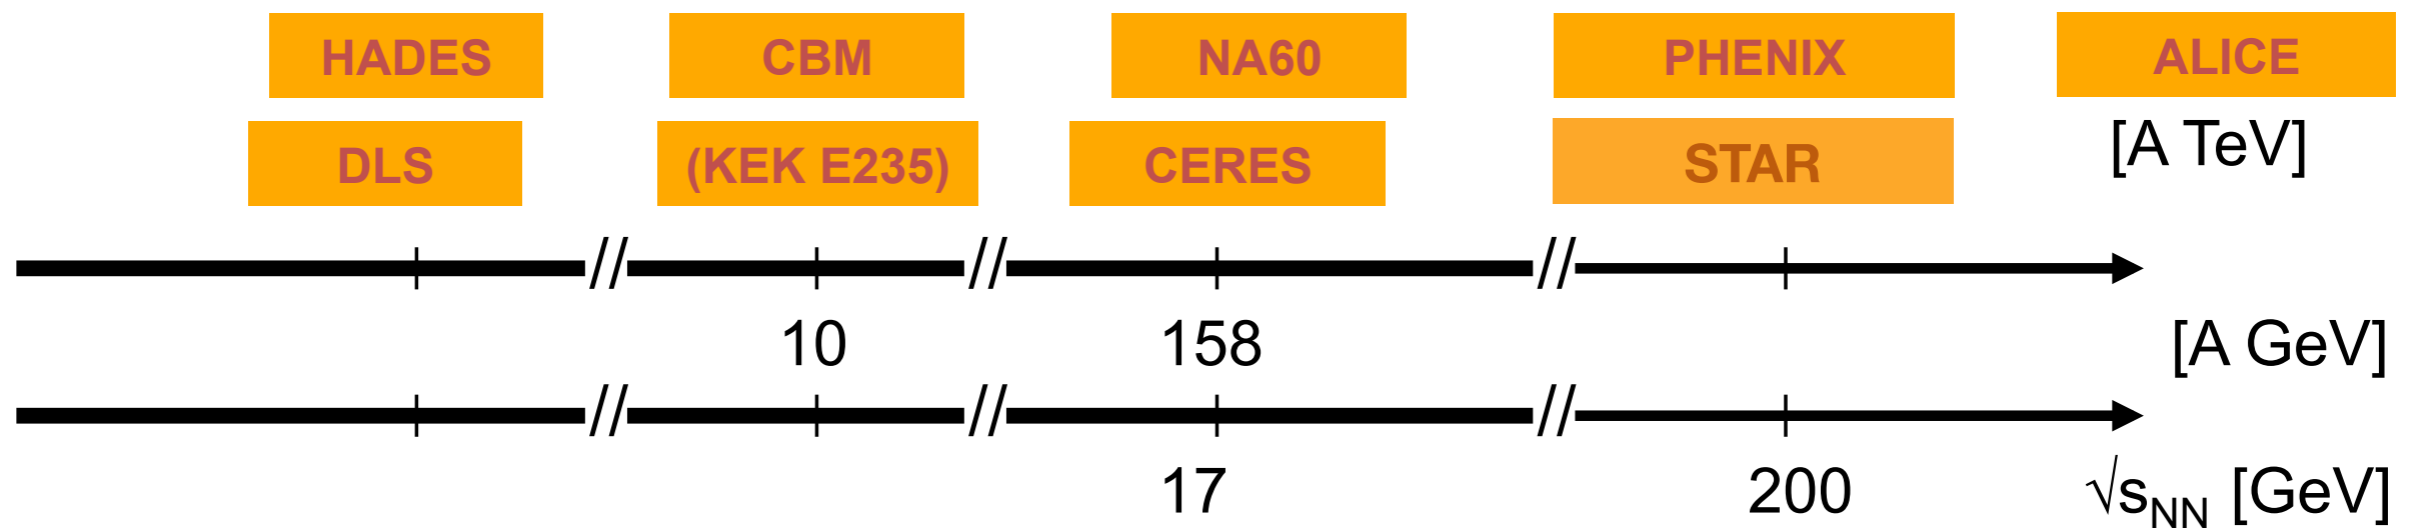 HADES CBM NA60 PHENIX ALICE
DLS (KEK E235) CERES STAR [A TeV]
// // //
10 158 [A GeV]
// // //
17 200 √sNN [GeV]